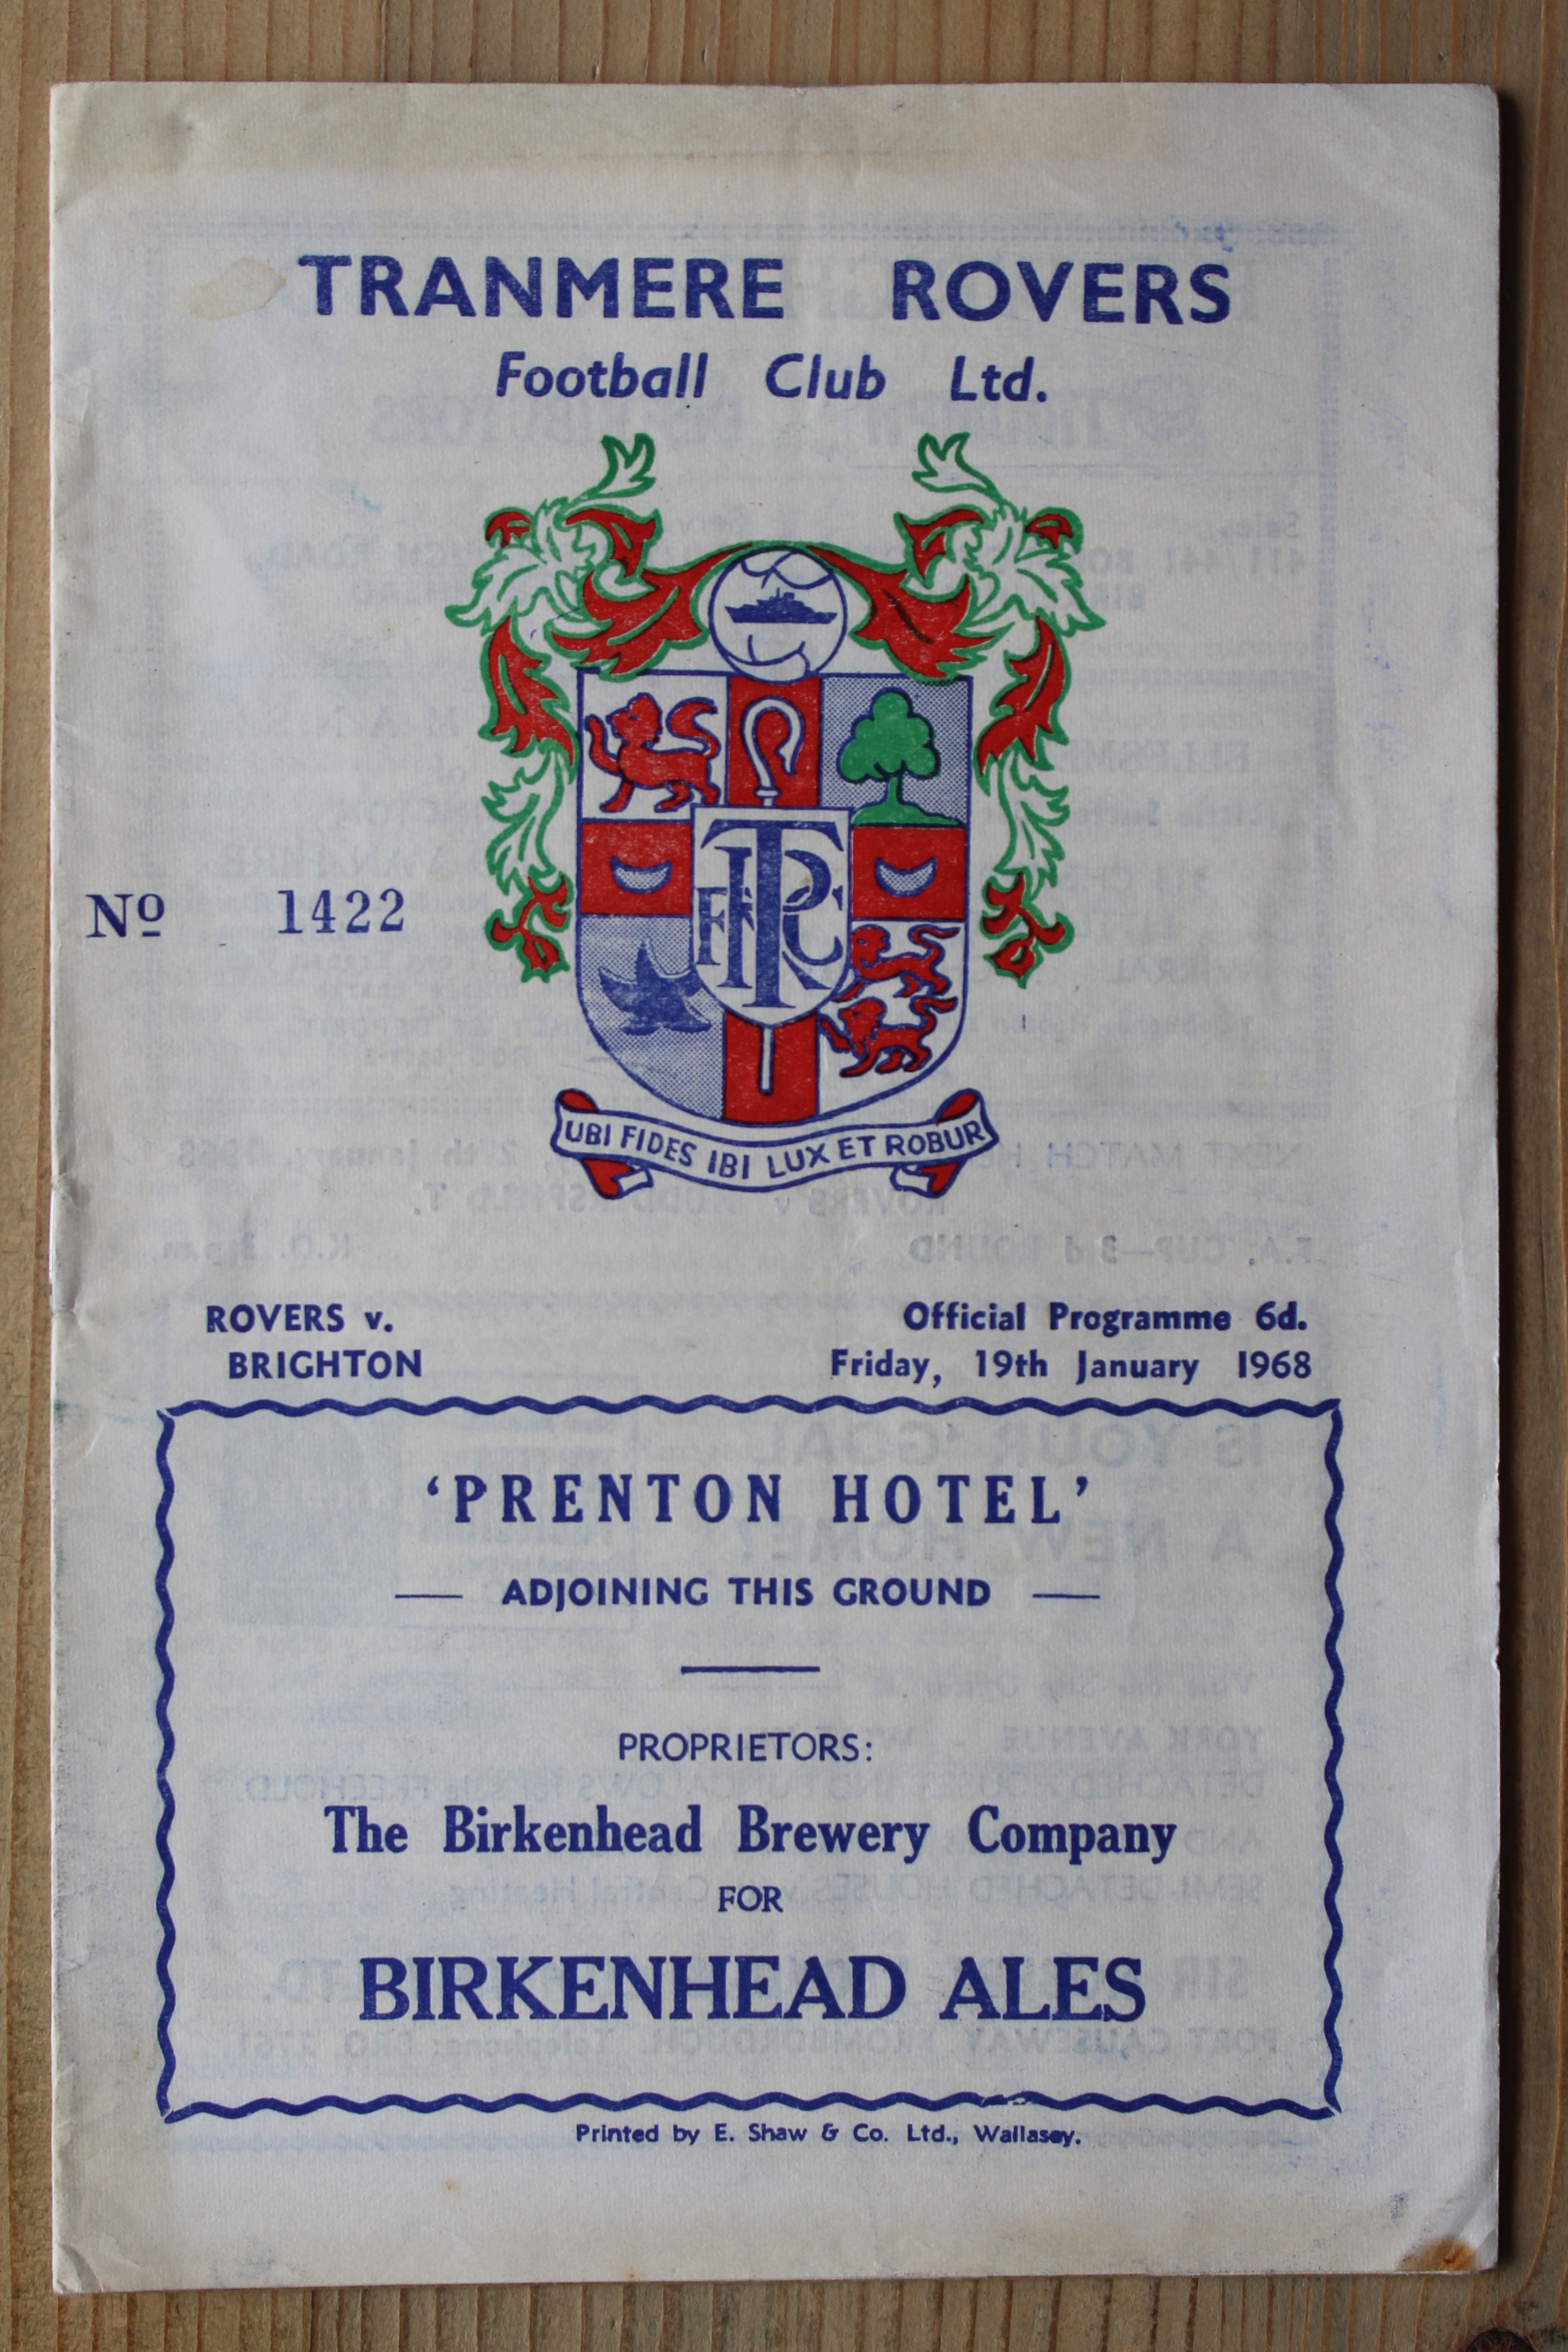 TRANMERE ROVERS
Football Club Ltd.
Nº 1422
TRFC
UBI FIDES IBI LUX ET ROBUR
ROVERS v.
BRIGHTON
Official Programme 6d.
Friday, 19th January 1968
‘PRENTON HOTEL’
— ADJOINING THIS GROUND —
PROPRIETORS:
The Birkenhead Brewery Company
FOR
BIRKENHEAD ALES
Printed by E. Shaw & Co. Ltd., Wallasey.